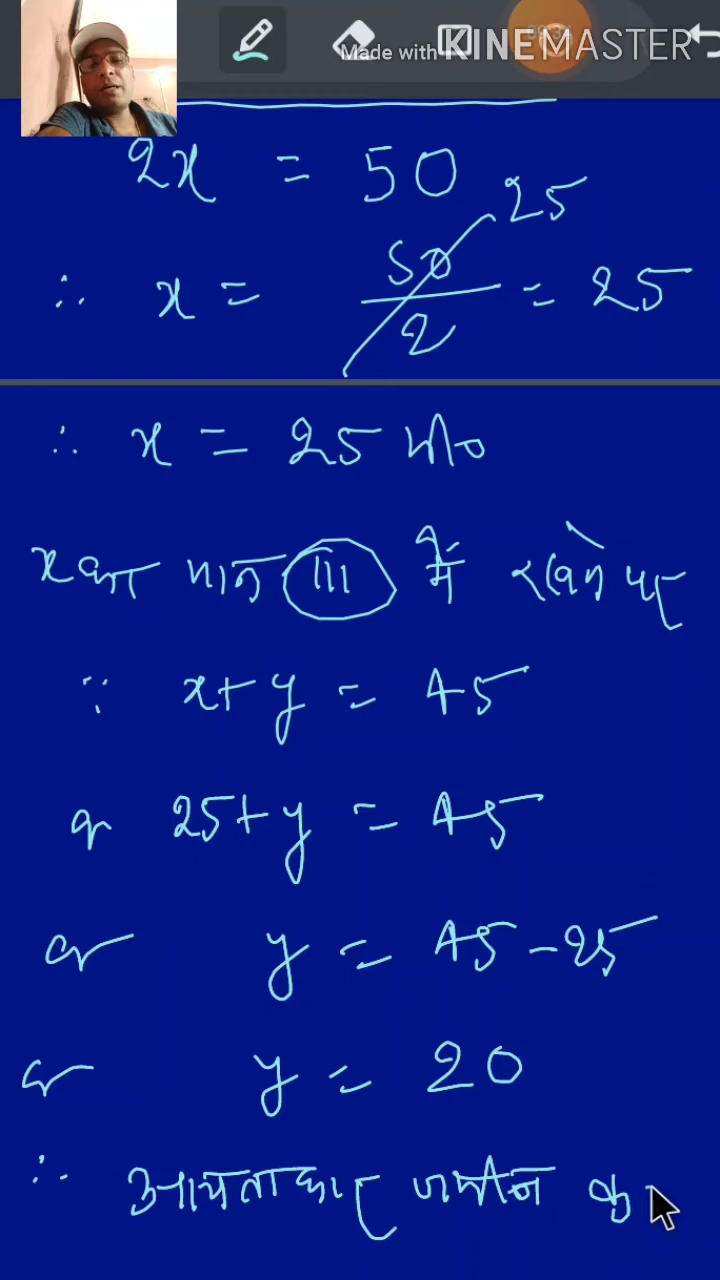 Made with KINEMASTER
2x = 50
∴ x = 50/2 = 25
25
∴ x = 25 मी०
x का मान III में रखने पर
∵ x + y = 45
व 25 + y = 45
व y = 45 - 25
व y = 20
∴ आयताकार जमीन क